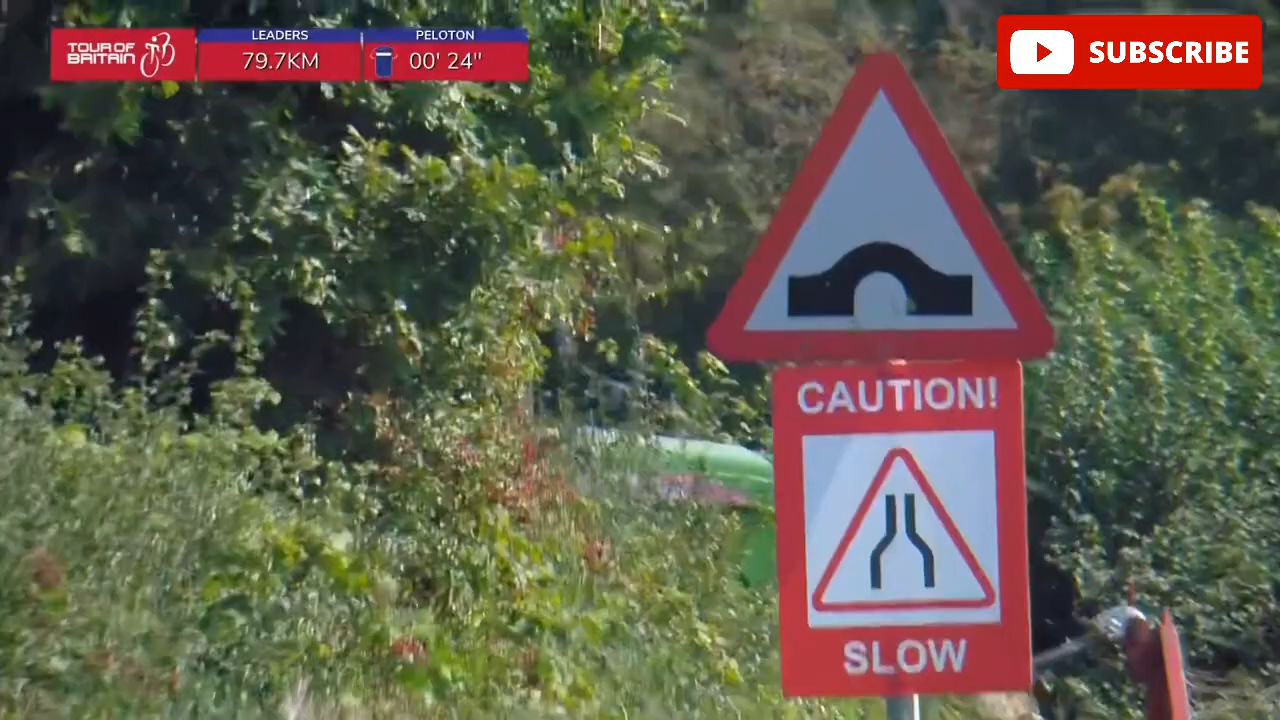 TOUR OF
BRITAIN
LEADERS
79.7KM
PELOTON
00' 24"
SUBSCRIBE
CAUTION!
SLOW